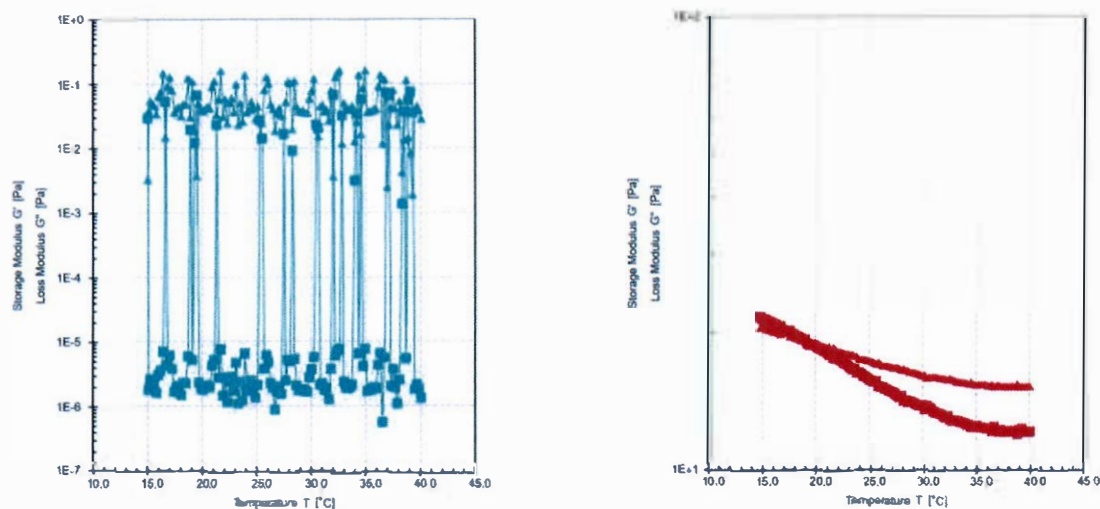 1E+0
1E-1
1E-2
1E-3
1E-4
1E-5
1E-6
1E-7
10.0 15.0 20.0 25.0 30.0 35.0 40.0 45.0
Temperature T [°C]
Storage Modulus G' [Pa]
Loss Modulus G" [Pa]
1E+2
1E+1
10.0 15.0 20.0 25.0 30.0 35.0 40.0 45.0
Temperature T [°C]
Storage Modulus G' [Pa]
Loss Modulus G" [Pa]